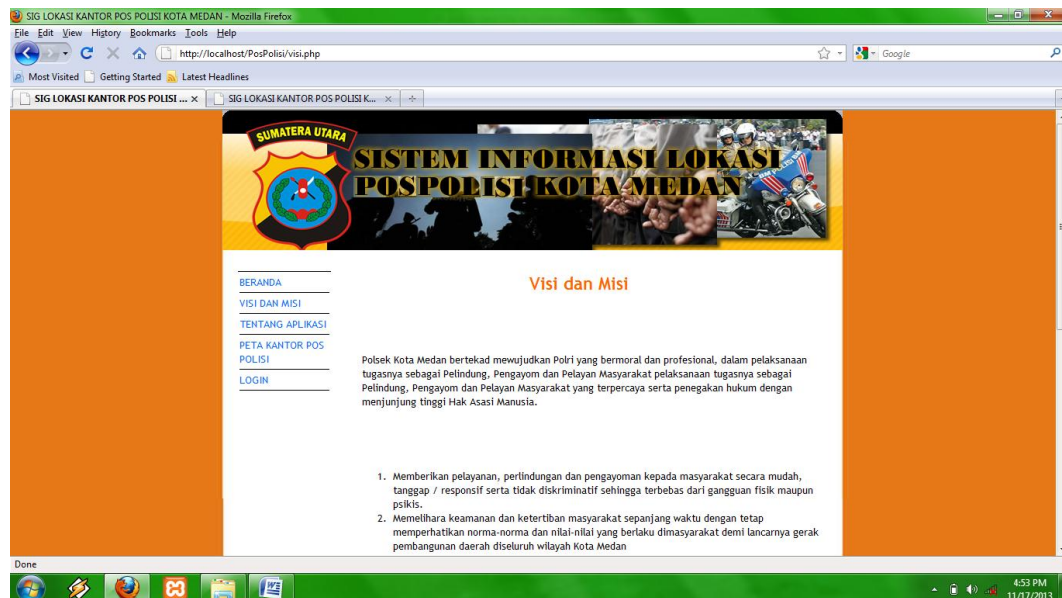 SIG LOKASI KANTOR POS POLISI KOTA MEDAN - Mozilla Firefox
File Edit View History Bookmarks Tools Help
http://localhost/PosPolisi/visi.php
Google
Most Visited Getting Started Latest Headlines
SIG LOKASI KANTOR POS POLISI ... SIG LOKASI KANTOR POS POLISI K...
SUMATERA UTARA
SISTEM INFORMASI LOKASI
POSPOLISI KOTA MEDAN
BERANDA
VISI DAN MISI
TENTANG APLIKASI
PETA KANTOR POS
POLISI
LOGIN
Visi dan Misi
Polsek Kota Medan bertekad mewujudkan Polri yang bermoral dan profesional, dalam pelaksanaan
tugasnya sebagai Pelindung, Pengayom dan Pelayan Masyarakat pelaksanaan tugasnya sebagai
Pelindung, Pengayom dan Pelayan Masyarakat yang terpercaya serta penegakan hukum dengan
menjunjung tinggi Hak Asasi Manusia.
1. Memberikan pelayanan, perlindungan dan pengayoman kepada masyarakat secara mudah,
tanggap / responsif serta tidak diskriminatif sehingga terbebas dari gangguan fisik maupun
psikis.
2. Memelihara keamanan dan ketertiban masyarakat sepanjang waktu dengan tetap
memperhatikan norma-norma dan nilai-nilai yang berlaku dimasyarakat demi lancarnya gerak
pembangunan daerah diseluruh wilayah Kota Medan
Done
4:53 PM
11/17/2013